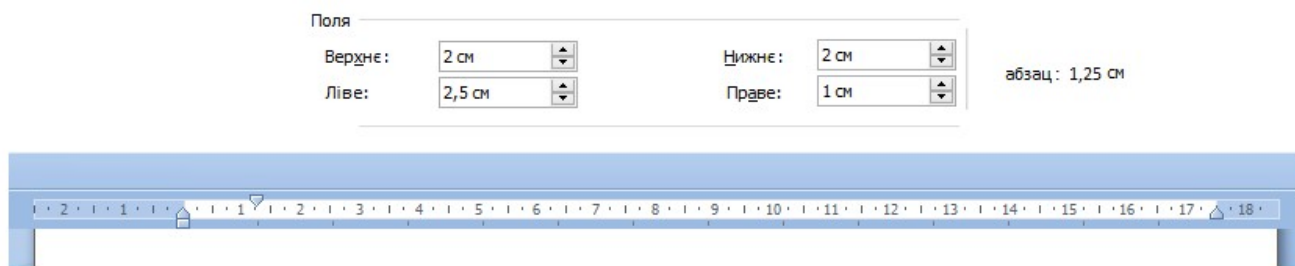 Поля
Верхнє: 2 см Нижнє: 2 см
абзац: 1,25 см
Ліве: 2,5 см Праве: 1 см
2 1 1 2 3 4 5 6 7 8 9 10 11 12 13 14 15 16 17 18